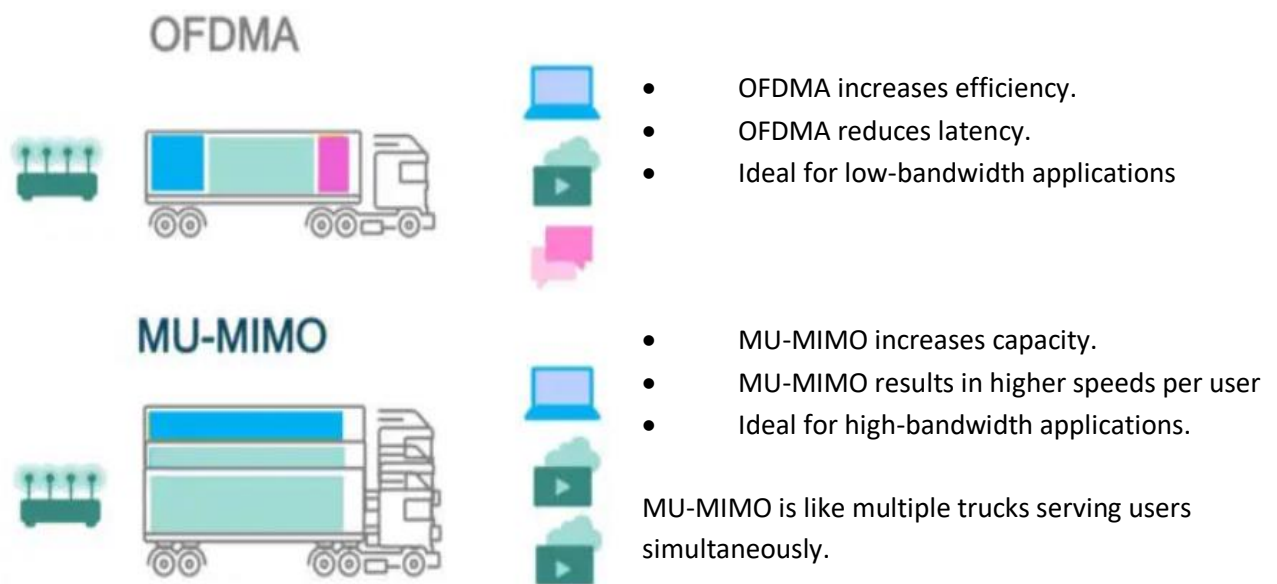 OFDMA
• OFDMA increases efficiency.
• OFDMA reduces latency.
• Ideal for low-bandwidth applications
MU-MIMO
• MU-MIMO increases capacity.
• MU-MIMO results in higher speeds per user
• Ideal for high-bandwidth applications.
MU-MIMO is like multiple trucks serving users
simultaneously.